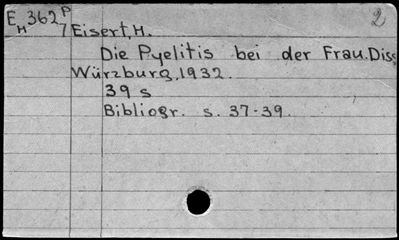 E 362 P 2
H 7 Eisert, H.
Die Pyelitis bei der Frau. Diss
Würzburg, 1932.
39 s
Bibliogr. s. 37-39.